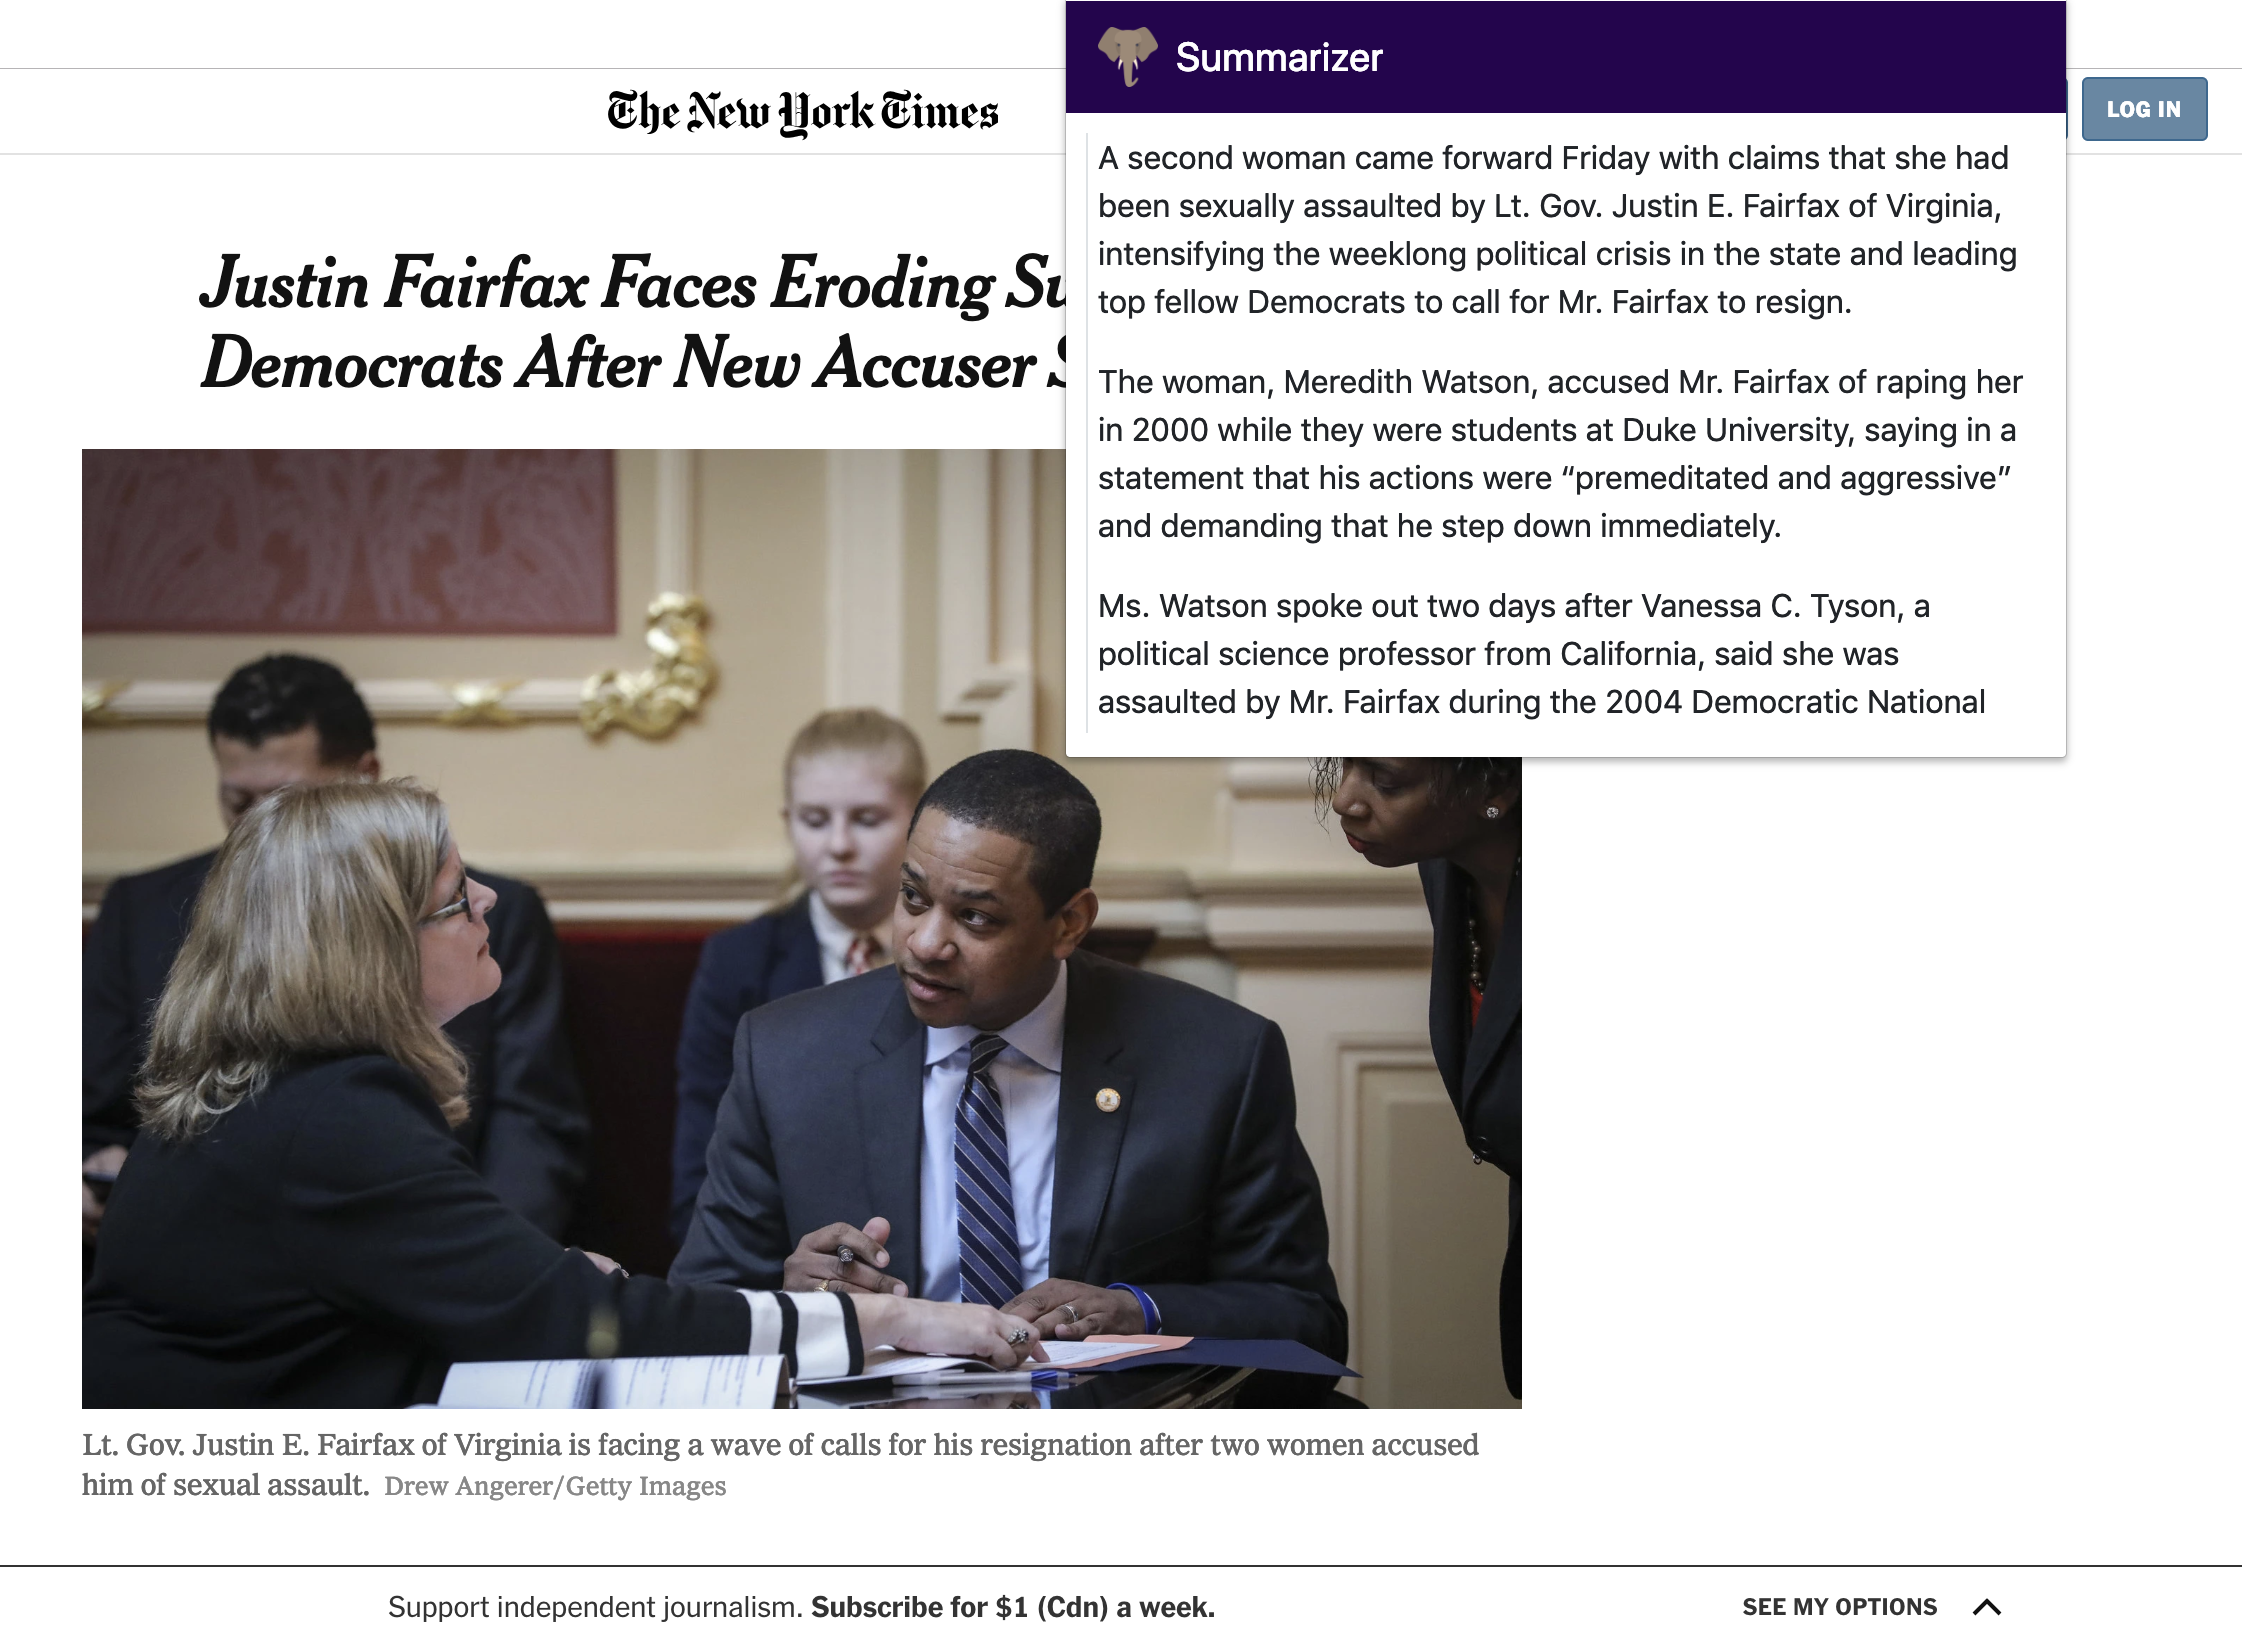 Summarizer
The New York Times
LOG IN
A second woman came forward Friday with claims that she had
been sexually assaulted by Lt. Gov. Justin E. Fairfax of Virginia,
intensifying the weeklong political crisis in the state and leading
top fellow Democrats to call for Mr. Fairfax to resign.
The woman, Meredith Watson, accused Mr. Fairfax of raping her
in 2000 while they were students at Duke University, saying in a
statement that his actions were “premeditated and aggressive”
and demanding that he step down immediately.
Ms. Watson spoke out two days after Vanessa C. Tyson, a
political science professor from California, said she was
assaulted by Mr. Fairfax during the 2004 Democratic National
Justin Fairfax Faces Eroding
Democrats After New Accuser
Lt. Gov. Justin E. Fairfax of Virginia is facing a wave of calls for his resignation after two women accused
him of sexual assault. Drew Angerer/Getty Images
Support independent journalism. Subscribe for $1 (Cdn) a week.
SEE MY OPTIONS